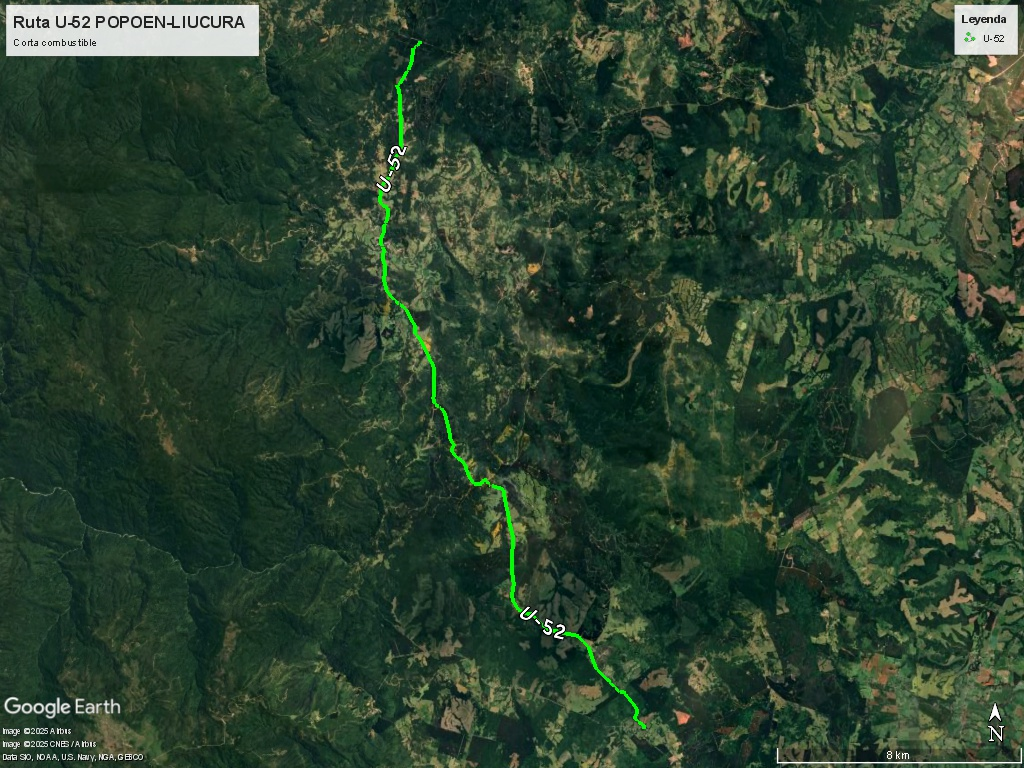 Ruta U-52 POPOEN-LIUCURA
Corta combustible
Leyenda
U-52
U-52
U-52
Google Earth
Image © 2025 Airbus
Image © 2025 CNES / Airbus
Data SIO, NOAA, U.S. Navy, NGA, GEBCO
N
8 km